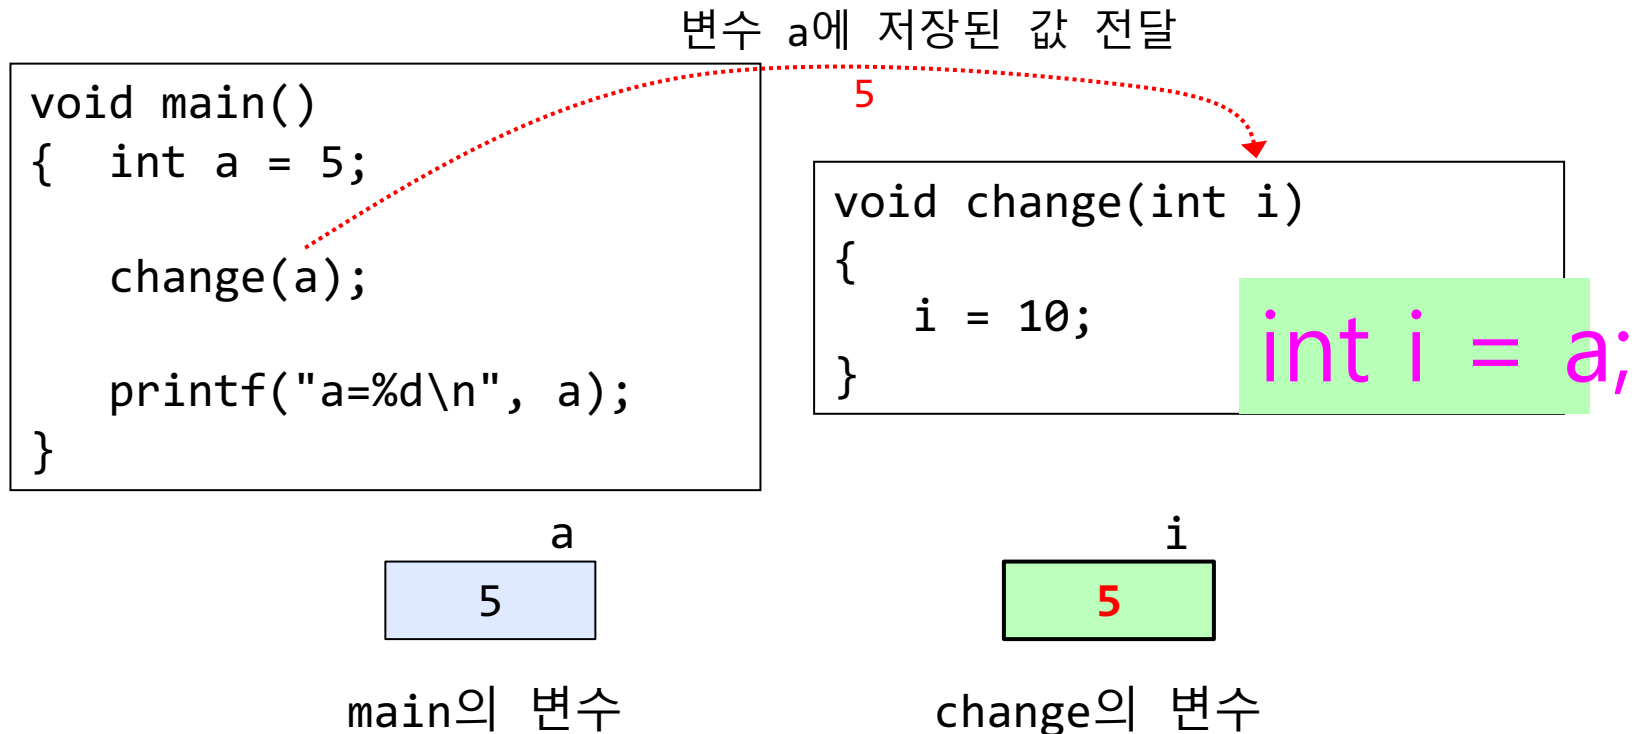 변수 a에 저장된 값 전달
5
void main()
{  int a = 5;
change(a);
printf("a=%d\n", a);
}
void change(int i)
{
i = 10;
}
int i = a;
a
5
main의 변수
i
5
change의 변수